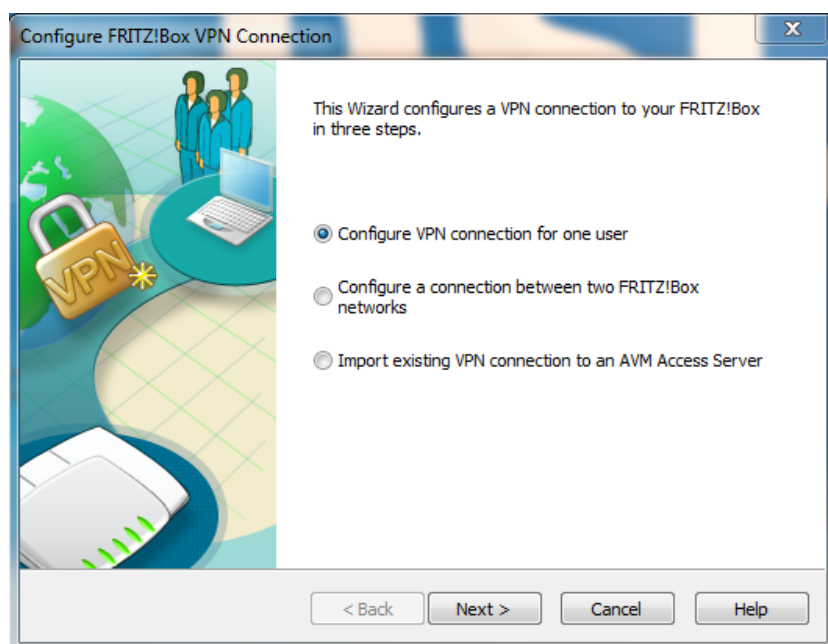 Configure FRITZ!Box VPN Connection
X
This Wizard configures a VPN connection to your FRITZ!Box
in three steps.
VPN
Configure VPN connection for one user
Configure a connection between two FRITZ!Box
networks
Import existing VPN connection to an AVM Access Server
< Back
Next >
Cancel
Help